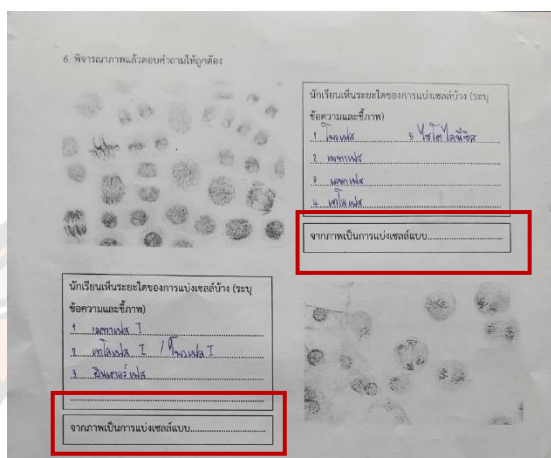 6 พิจารณาภาพแล้วตอบคำถามให้ถูกต้อง
นักเรียนเห็นระยะใดของการแบ่งเซลล์บ้าง (ระบุ
ข้อความและชี้ภาพ)
1 โพรเฟส 5 ไซโทไคนีซิส
2 เมทาเฟส
3 แอนาเฟส
4 เทโลเฟส
จากภาพเป็นการแบ่งเซลล์แบบ
นักเรียนเห็นระยะใดของการแบ่งเซลล์บ้าง (ระบุ
ข้อความและชี้ภาพ)
1 เมทาเฟส I
2 เทโลเฟส I / โพรเฟส I
3 อินเตอร์เฟส
จากภาพเป็นการแบ่งเซลล์แบบ